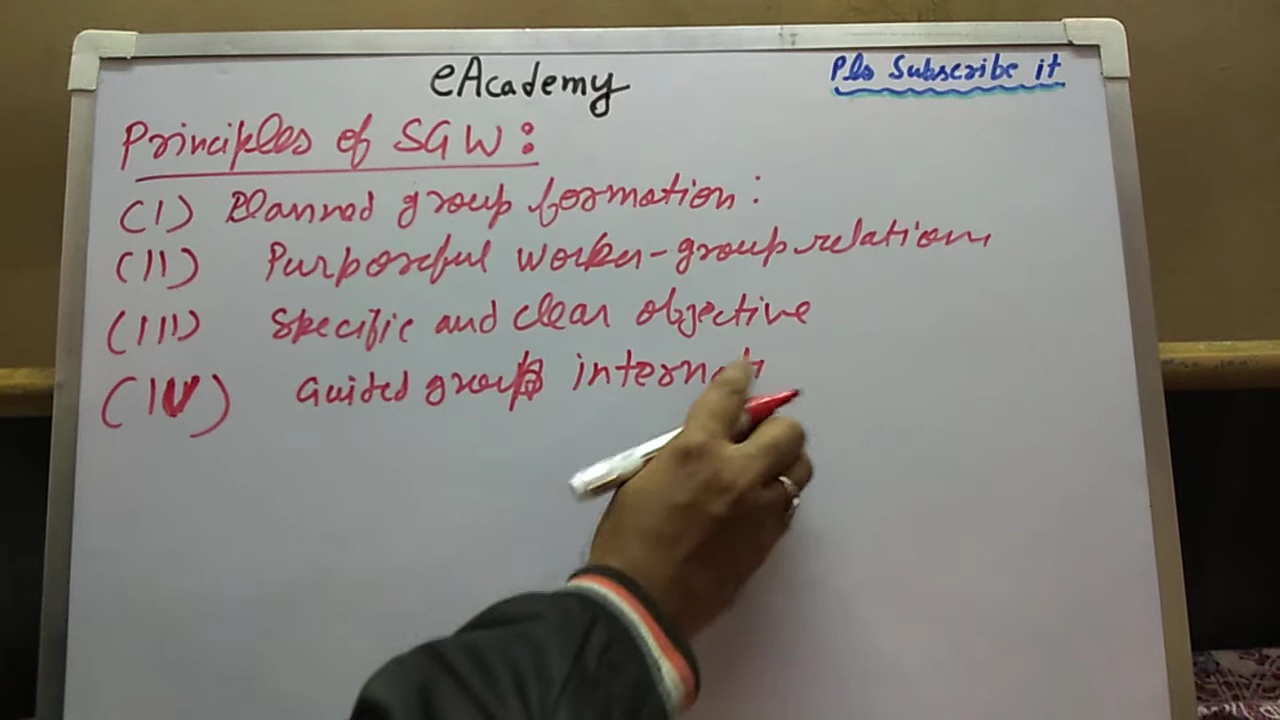 eAcademy
Pls Subscribe it
Principles of SGW:
(I) Planned group formation:
(II) Purposeful worker-group relation
(III) Specific and clear objective
(IV) Guided group